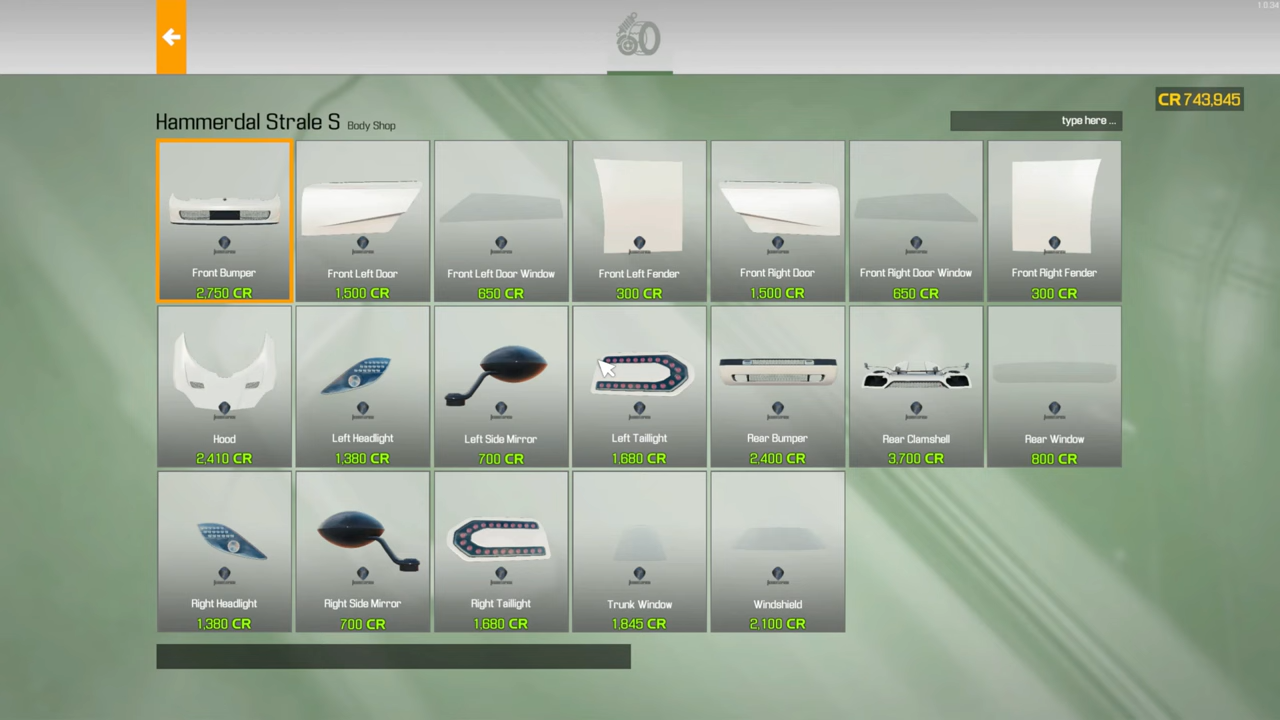 1.0.34
CR 743,945
Hammerdal Strale S Body Shop
type here ...
Front Bumper
2,750 CR
Front Left Door
1,500 CR
Front Left Door Window
650 CR
Front Left Fender
300 CR
Front Right Door
1,500 CR
Front Right Door Window
650 CR
Front Right Fender
300 CR
Hood
2,410 CR
Left Headlight
1,380 CR
Left Side Mirror
700 CR
Left Taillight
1,680 CR
Rear Bumper
2,400 CR
Rear Clamshell
3,700 CR
Rear Window
800 CR
Right Headlight
1,380 CR
Right Side Mirror
700 CR
Right Taillight
1,680 CR
Trunk Window
1,845 CR
Windshield
2,100 CR